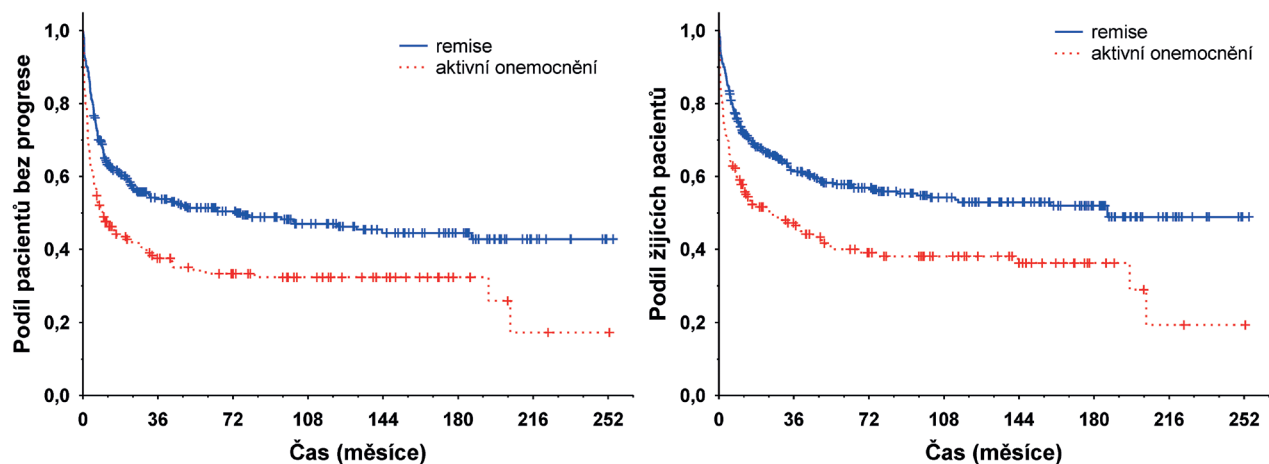 Podíl pacientů bez progrese
1,0
0,8
0,6
0,4
0,2
0,0
remise
aktivní onemocnění
0 36 72 108 144 180 216 252
Čas (měsíce)
Podíl žijících pacientů
1,0
0,8
0,6
0,4
0,2
0,0
remise
aktivní onemocnění
0 36 72 108 144 180 216 252
Čas (měsíce)